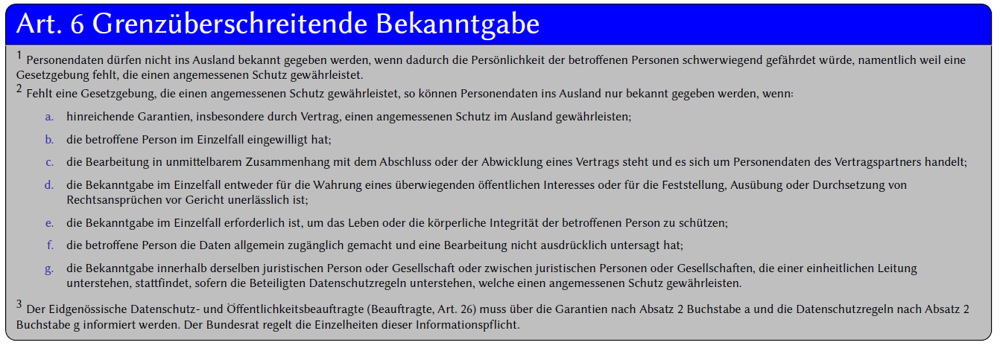 Art. 6 Grenzüberschreitende Bekanntgabe
1 Personendaten dürfen nicht ins Ausland bekannt gegeben werden, wenn dadurch die Persönlichkeit der betroffenen Personen schwerwiegend gefährdet würde, namentlich weil eine
Gesetzgebung fehlt, die einen angemessenen Schutz gewährleistet.
2 Fehlt eine Gesetzgebung, die einen angemessenen Schutz gewährleistet, so können Personendaten ins Ausland nur bekannt gegeben werden, wenn:
a. hinreichende Garantien, insbesondere durch Vertrag, einen angemessenen Schutz im Ausland gewährleisten;
b. die betroffene Person im Einzelfall eingewilligt hat;
c. die Bearbeitung in unmittelbarem Zusammenhang mit dem Abschluss oder der Abwicklung eines Vertrags steht und es sich um Personendaten des Vertragspartners handelt;
d. die Bekanntgabe im Einzelfall entweder für die Wahrung eines überwiegenden öffentlichen Interesses oder für die Feststellung, Ausübung oder Durchsetzung von
Rechtsansprüchen vor Gericht unerlässlich ist;
e. die Bekanntgabe im Einzelfall erforderlich ist, um das Leben oder die körperliche Integrität der betroffenen Person zu schützen;
f. die betroffene Person die Daten allgemein zugänglich gemacht und eine Bearbeitung nicht ausdrücklich untersagt hat;
g. die Bekanntgabe innerhalb derselben juristischen Person oder Gesellschaft oder zwischen juristischen Personen oder Gesellschaften, die einer einheitlichen Leitung
unterstehen, stattfindet, sofern die Beteiligten Datenschutzregeln unterstehen, welche einen angemessenen Schutz gewährleisten.
3 Der Eidgenössische Datenschutz- und Öffentlichkeitsbeauftragte (Beauftragte, Art. 26) muss über die Garantien nach Absatz 2 Buchstabe a und die Datenschutzregeln nach Absatz 2
Buchstabe g informiert werden. Der Bundesrat regelt die Einzelheiten dieser Informationspflicht.